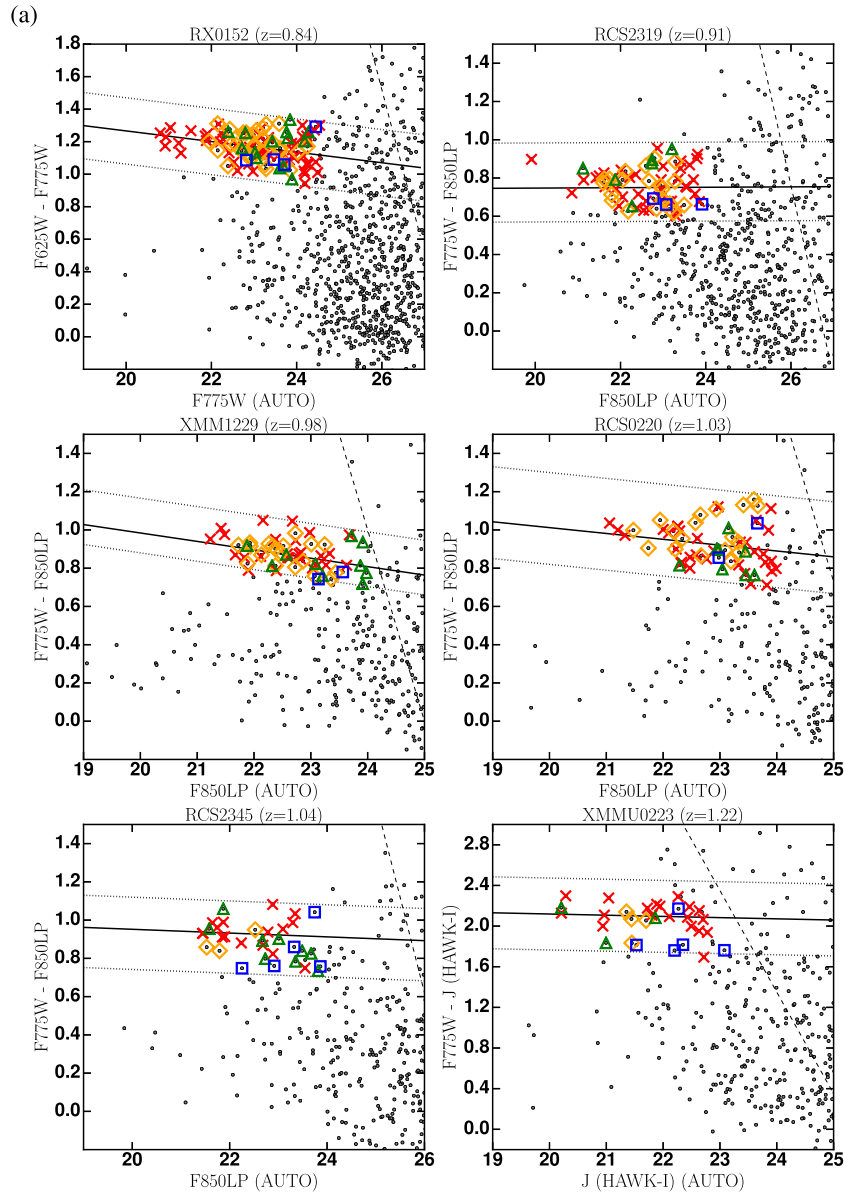 (a)
RX0152 (z=0.84)
1.8
1.6
1.4
1.2
1.0
0.8
0.6
0.4
0.2
0.0
F625W - F775W
20 21 22 23 24 25 26
F775W (AUTO)
RCS2319 (z=0.91)
1.4
1.2
1.0
0.8
0.6
0.4
0.2
0.0
F775W - F850LP
20 21 22 23 24 25 26
F850LP (AUTO)
XMM1229 (z=0.98)
1.4
1.2
1.0
0.8
0.6
0.4
0.2
0.0
F775W - F850LP
19 20 21 22 23 24 25
F850LP (AUTO)
RCS0220 (z=1.03)
1.4
1.2
1.0
0.8
0.6
0.4
0.2
0.0
F775W - F850LP
19 20 21 22 23 24 25
F850LP (AUTO)
RCS2345 (z=1.04)
1.4
1.2
1.0
0.8
0.6
0.4
0.2
0.0
F775W - F850LP
20 21 22 23 24 25 26
F850LP (AUTO)
XMMU0223 (z=1.22)
2.8
2.4
2.0
1.6
1.2
0.8
0.4
0.0
F775W - J (HAWK-I)
19 20 21 22 23 24 25
J (HAWK-I) (AUTO)